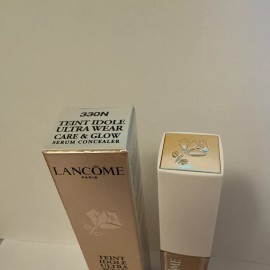 330N
TEINT IDOLE
ULTRA WEAR
CARE & GLOW
SERUM CONCEALER
LANCÔME
PARIS
TEINT
IDOLE
ULTRA